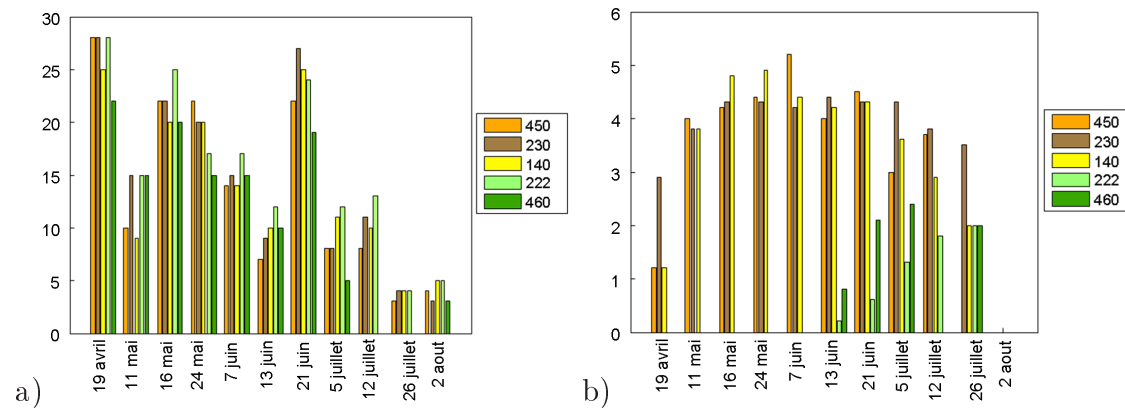 30
25
20
15
10
5
0
19 avril
11 mai
16 mai
24 mai
7 juin
13 juin
21 juin
5 juillet
12 juillet
26 juillet
2 aout
450
230
140
222
460
a)
6
5
4
3
2
1
0
19 avril
11 mai
16 mai
24 mai
7 juin
13 juin
21 juin
5 juillet
12 juillet
26 juillet
2 aout
450
230
140
222
460
b)